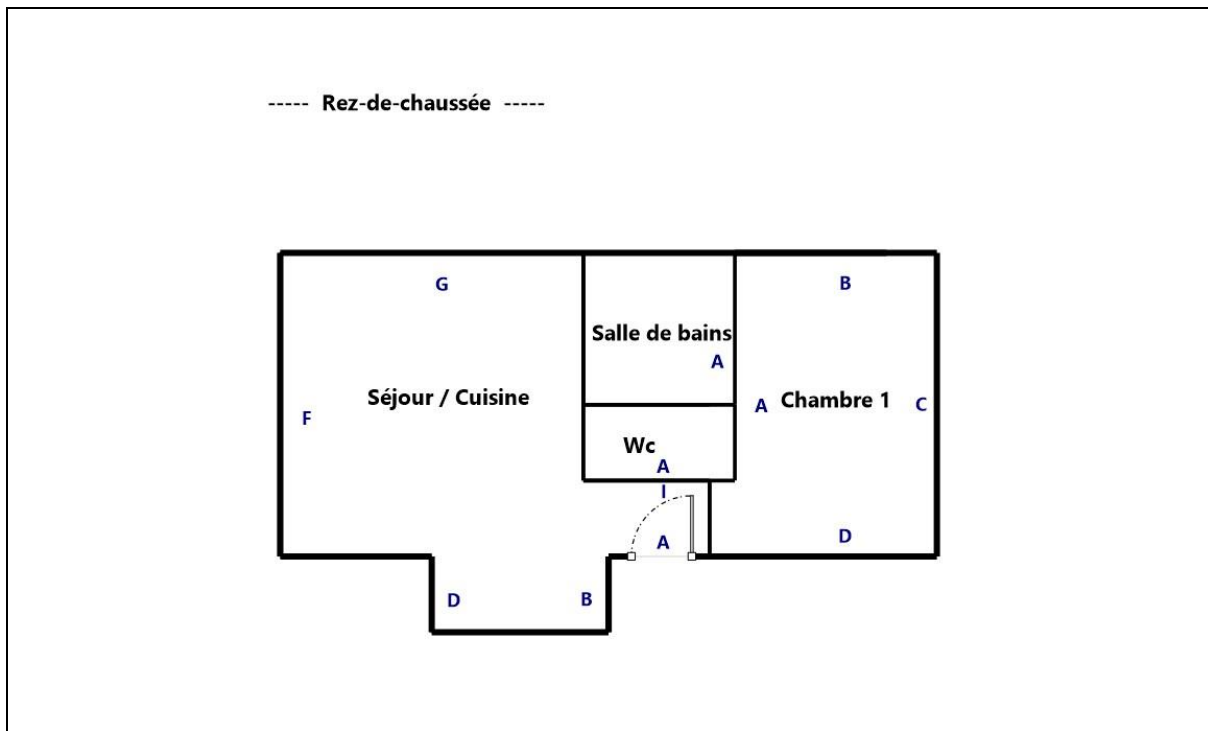 ----- Rez-de-chaussée -----
G
B
Salle de bains
A
Séjour / Cuisine
A
Chambre 1
C
F
Wc
A
I
A
D
D
B